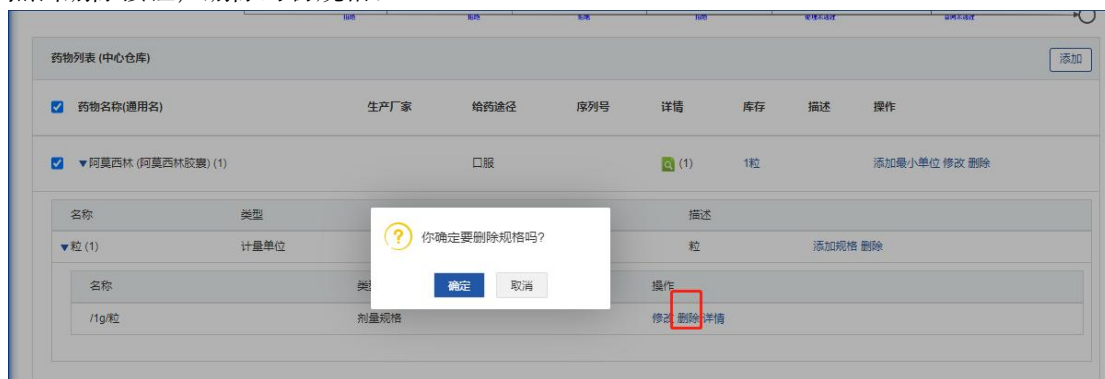 药物列表 (中心仓库)
添加
药物名称(通用名) 生产厂家 给药途径 序列号 详情 库存 描述 操作
▼阿莫西林 (阿莫西林胶囊) (1) 口服 (1) 1粒 添加最小单位 修改 删除
名称 类型 描述
▼粒 (1) 计量单位 粒 添加规格 删除
你确定要删除规格吗?
确定 取消
名称 操作
/1g/粒 剂量规格 修改 删除 详情